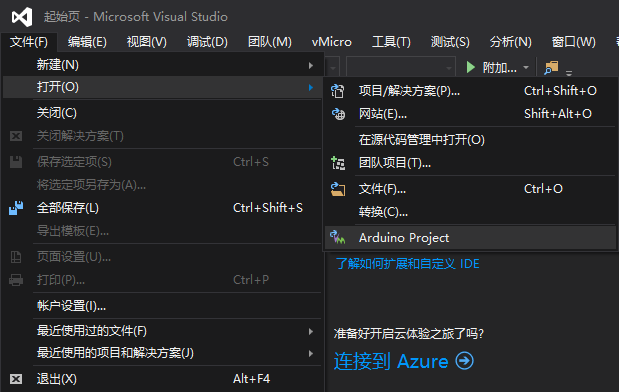 起始页 - Microsoft Visual Studio
文件(F) 编辑(E) 视图(V) 调试(D) 团队(M) vMicro 工具(T) 测试(S) 分析(N) 窗口(W)
新建(N)
附加...
打开(O)
关闭(C)
关闭解决方案(T)
保存选定项(S) Ctrl+S
将选定项另存为(A)...
全部保存(L) Ctrl+Shift+S
导出模板(E)...
页面设置(U)...
打印(P)... Ctrl+P
帐户设置(I)...
最近使用过的文件(F)
最近使用的项目和解决方案(J)
退出(X) Alt+F4
项目/解决方案(P)... Ctrl+Shift+O
网站(E)... Shift+Alt+O
在源代码管理中打开(O)
团队项目(T)...
文件(F)... Ctrl+O
转换(C)...
Arduino Project
了解如何扩展和自定义 IDE
准备好开启云体验之旅了吗?
连接到 Azure